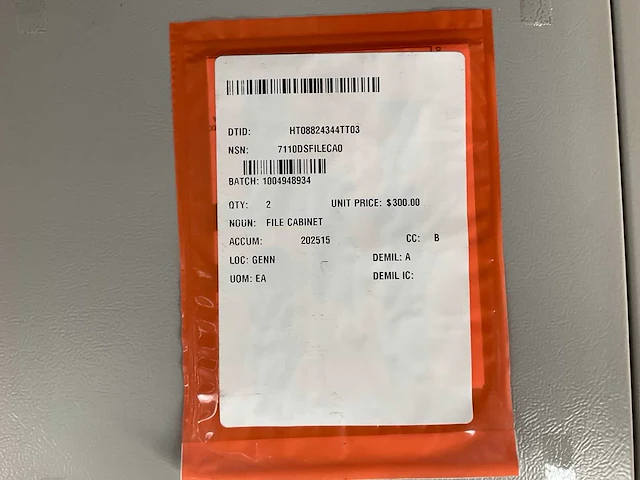 DTID: HT08824344TT03
NSN: 7110DSFILECA0
BATCH: 1004948934
QTY: 2 UNIT PRICE: $300.00
NOUN: FILE CABINET
ACCUM: 202515 CC: B
LOC: GENN DEMIL: A
UOM: EA DEMIL IC: